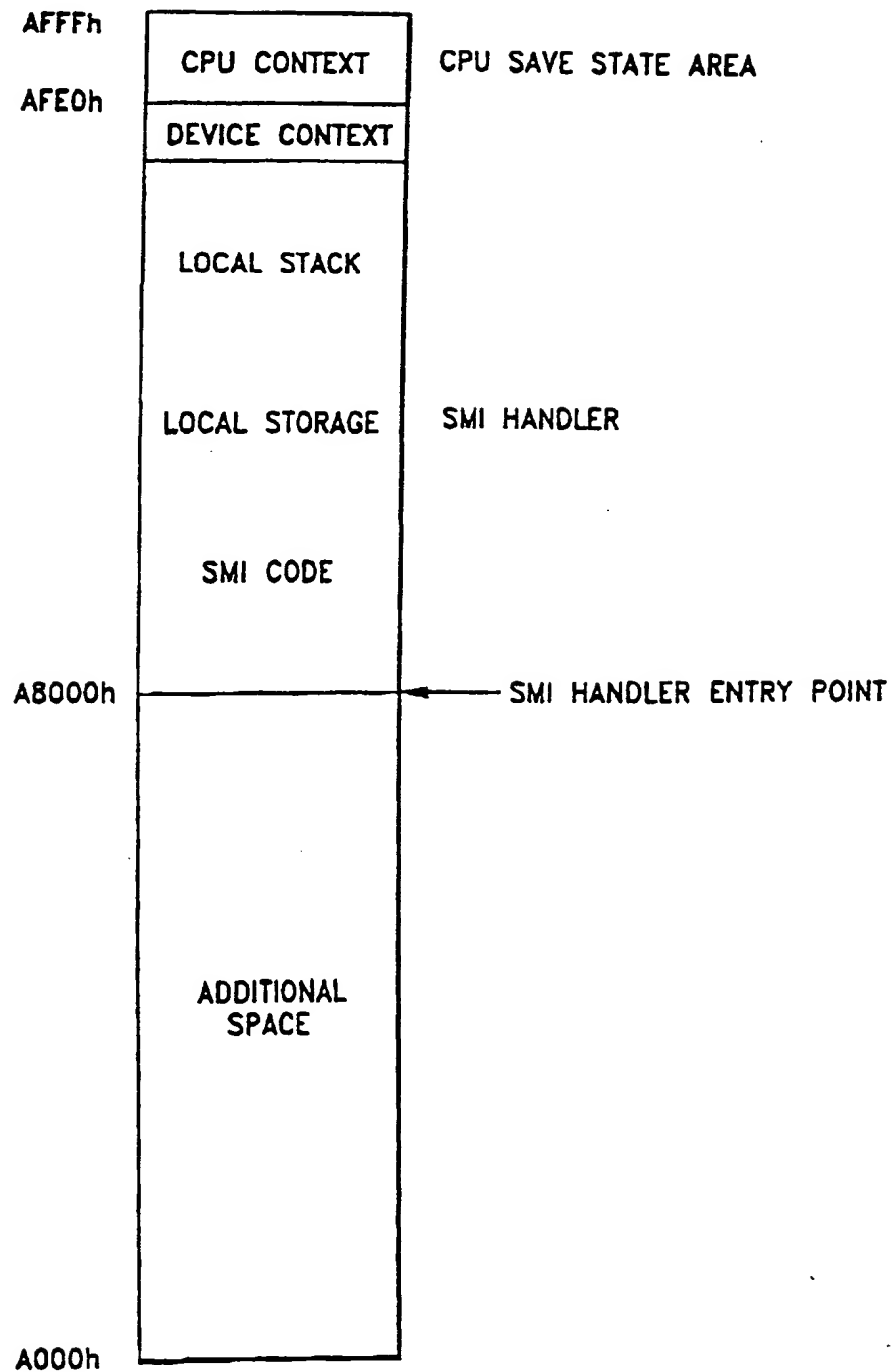 AFFFh
CPU CONTEXT CPU SAVE STATE AREA
AFE0h
DEVICE CONTEXT
LOCAL STACK
LOCAL STORAGE SMI HANDLER
SMI CODE
A8000h SMI HANDLER ENTRY POINT
ADDITIONAL
SPACE
A000h